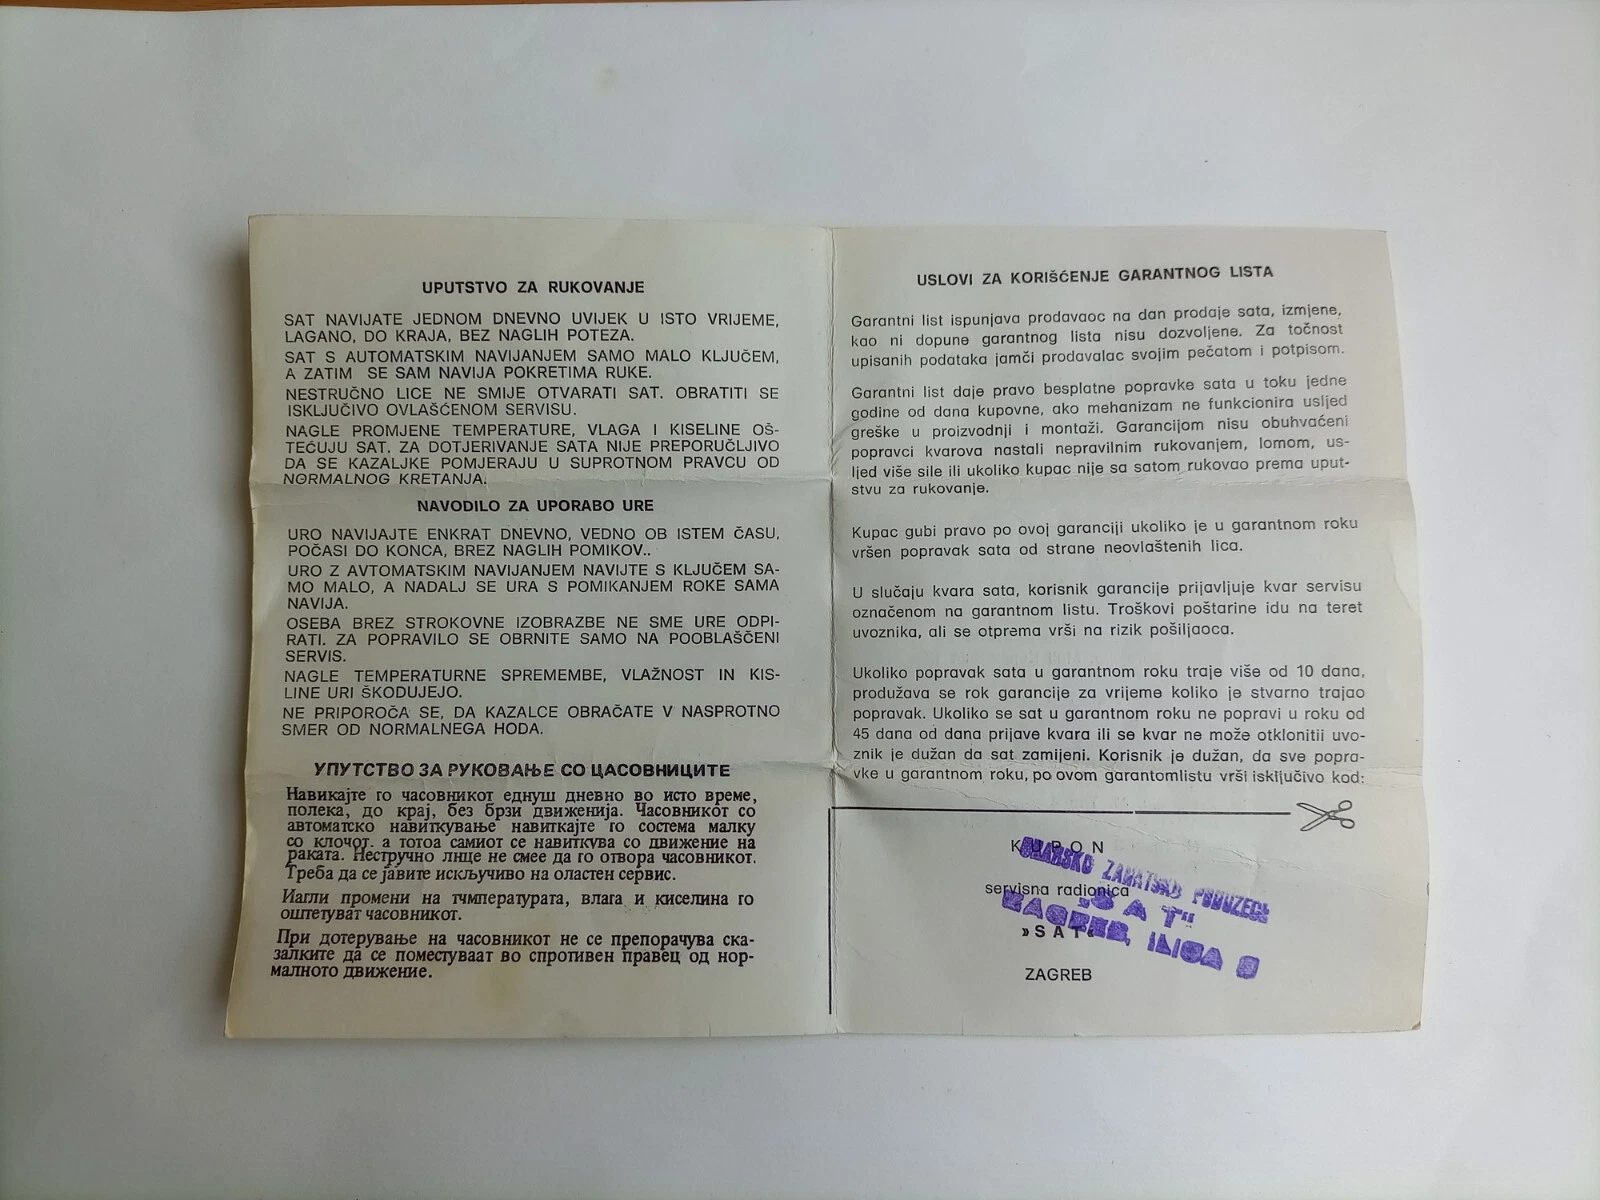 UPUTSTVO ZA RUKOVANJE
SAT NAVIJATE JEDNOM DNEVNO UVIJEK U ISTO VRIJEME,
LAGANO, DO KRAJA, BEZ NAGLIH POTEZA.
SAT S AUTOMATSKIM NAVIJANJEM SAMO MALO KLJUČEM,
A ZATIM SE SAM NAVIJA POKRETIMA RUKE.
NESTRUČNO LICE NE SMIJE OTVARATI SAT. OBRATITI SE
ISKLJUČIVO OVLAŠĆENOM SERVISU.
NAGLE PROMJENE TEMPERATURE, VLAGA I KISELINE OŠ-
TEĆUJU SAT. ZA DOTJERIVANJE SATA NIJE PREPORUČLJIVO
DA SE KAZALJKE POMJERAJU U SUPROTNOM PRAVCU OD
NORMALNOG KRETANJA.
NAVODILO ZA UPORABO URE
URO NAVIJAJTE ENKRAT DNEVNO, VEDNO OB ISTEM ČASU,
POČASI DO KONCA, BREZ NAGLIH POMIKOV..
URO Z AVTOMATSKIM NAVIJANJEM NAVIJTE S KLJUČEM SA-
MO MALO, A NADALJ SE URA S POMIKANJEM ROKE SAMA
NAVIJA.
OSEBA BREZ STROKOVNE IZOBRAZBE NE SME URE ODPI-
RATI. ZA POPRAVILO SE OBRNITE SAMO NA POOBLAŠČENI
SERVIS.
NAGLE TEMPERATURNE SPREMEMBE, VLAŽNOST IN KIS-
LINE URI ŠKODUJEJO.
NE PRIPOROČA SE, DA KAZALCE OBRAČATE V NASPROTNO
SMER OD NORMALNEGA HODA.
УПУТСТВО ЗА РУКОВАЊЕ СО ЦАСОВНИЦИТЕ
Навикајте го часовникот еднуш дневно во исто време,
полека, до крај, без брзи движенија. Часовникот со
автоматско навиткување навиткајте го состема малку
со клочот. а тотоа самиот се навиткува со движение на
раката. Нестручно лнце не смее да го отвора часовникот.
Треба да се јавите искључиво на оластен сервис.
Иагли промени на тчмпературата, влага и киселина го
оштетуват часовникот.
При дотерување на часовникот не се препорачува ска-
залките да се поместуваат во спротивен правец од нор-
малното движение.
USLOVI ZA KORIŠĆENJE GARANTNOG LISTA
Garantni list ispunjava prodavaoc na dan prodaje sata, izmjene,
kao ni dopune garantnog lista nisu dozvoljene. Za točnost
upisanih podataka jamči prodavalac svojim pečatom i potpisom.
Garantni list daje pravo besplatne popravke sata u toku jedne
godine od dana kupovne, ako mehanizam ne funkcionira usljed
greške u proizvodnji i montaži. Garancijom nisu obuhvaćeni
popravci kvarova nastali nepravilnim rukovanjem, lomom, us-
ljed više sile ili ukoliko kupac nije sa satom rukovao prema uput-
stvu za rukovanje.
Kupac gubi pravo po ovoj garanciji ukoliko je u garantnom roku
vršen popravak sata od strane neovlaštenih lica.
U slučaju kvara sata, korisnik garancije prijavljuje kvar servisu
označenom na garantnom listu. Troškovi poštarine idu na teret
uvoznika, ali se otprema vrši na rizik pošiljaoca.
Ukoliko popravak sata u garantnom roku traje više od 10 dana,
produžava se rok garancije za vrijeme koliko je stvarno trajao
popravak. Ukoliko se sat u garantnom roku ne popravi u roku od
45 dana od dana prijave kvara ili se kvar ne može otklonitii uvo-
znik je dužan da sat zamijeni. Korisnik je dužan, da sve popra-
vke u garantnom roku, po ovom garantomlistu vrši isključivo kod:
KUPON
servisna radionica
»SAT«
ZAGREB
URARSKO ZANATSKO PODUZEĆE
"SAT"
ZAGREB, ILICA 8